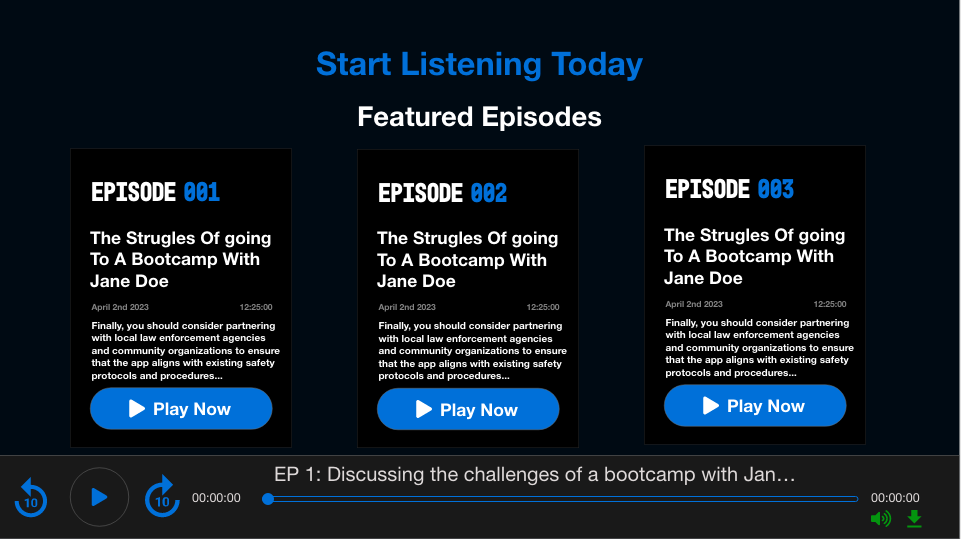 Start Listening Today
Featured Episodes
EPISODE 001
The Strugles Of going
To A Bootcamp With
Jane Doe
April 2nd 2023 12:25:00
Finally, you should consider partnering
with local law enforcement agencies
and community organizations to ensure
that the app aligns with existing safety
protocols and procedures...
Play Now
EPISODE 002
The Strugles Of going
To A Bootcamp With
Jane Doe
April 2nd 2023 12:25:00
Finally, you should consider partnering
with local law enforcement agencies
and community organizations to ensure
that the app aligns with existing safety
protocols and procedures...
Play Now
EPISODE 003
The Strugles Of going
To A Bootcamp With
Jane Doe
April 2nd 2023 12:25:00
Finally, you should consider partnering
with local law enforcement agencies
and community organizations to ensure
that the app aligns with existing safety
protocols and procedures...
Play Now
EP 1: Discussing the challenges of a bootcamp with Jan...
10
10
00:00:00
00:00:00